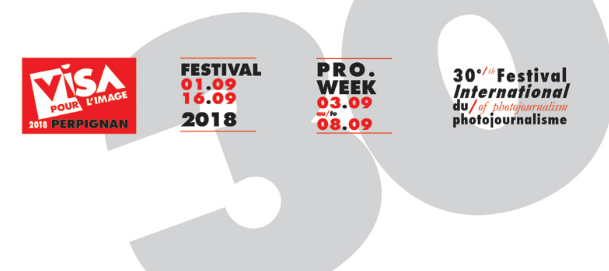 30
ViSA
POUR L'IMAGE
2018 PERPIGNAN
FESTIVAL
01.09
16.09
2018
PRO.
WEEK
03.09
au/to
08.09
30e/th Festival
International
du/of photojournalism
photojournalisme